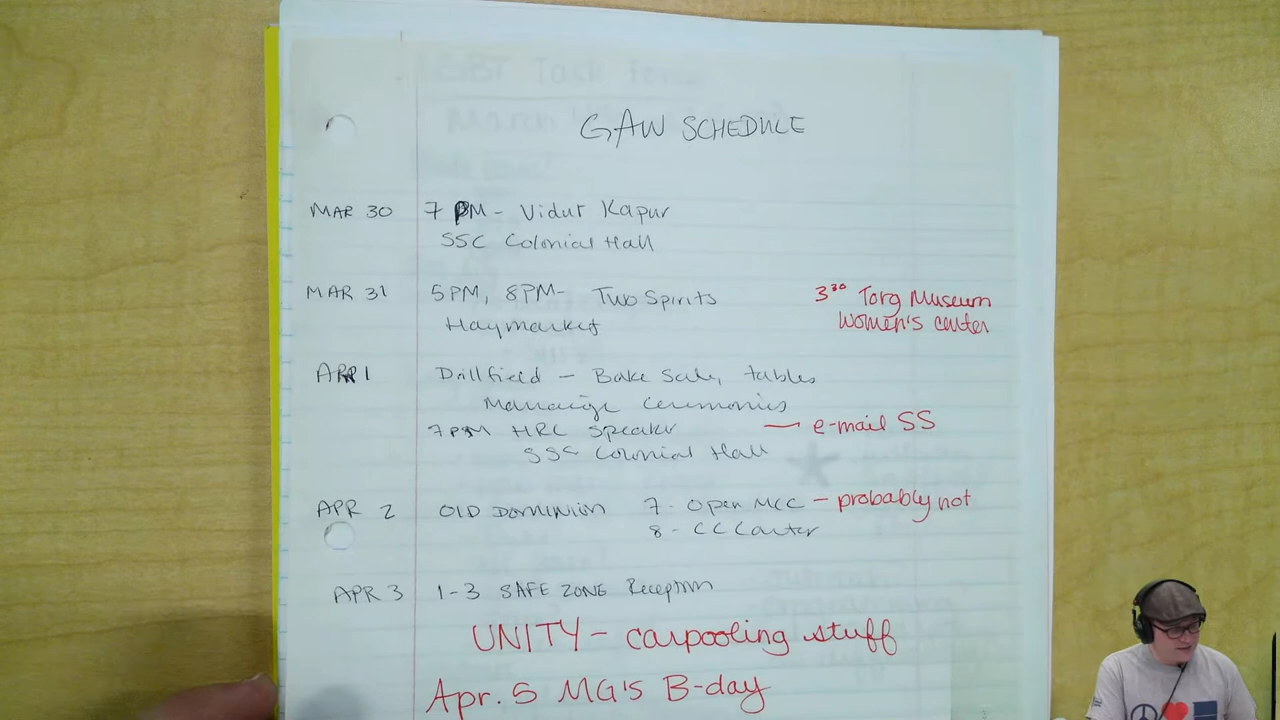 GAW SCHEDULE
MAR 30 7 PM - Vidur Kapur
SSC Colonial Hall
MAR 31 5PM, 8PM - Two Spirits 3³⁰ Torg Museum
Haymarket Women's center
APR 1 Drillfield - Bake Sale, tables
Marraige Ceremonies
7PM HRC Speaker — e-mail SS
SSC Colonial Hall
APR 2 OLD DOMINION 7 - Open MCC - probably not
8 - CC Carter
APR 3 1-3 SAFE ZONE Reception
UNITY - carpooling stuff
Apr. 5 MG'S B-day